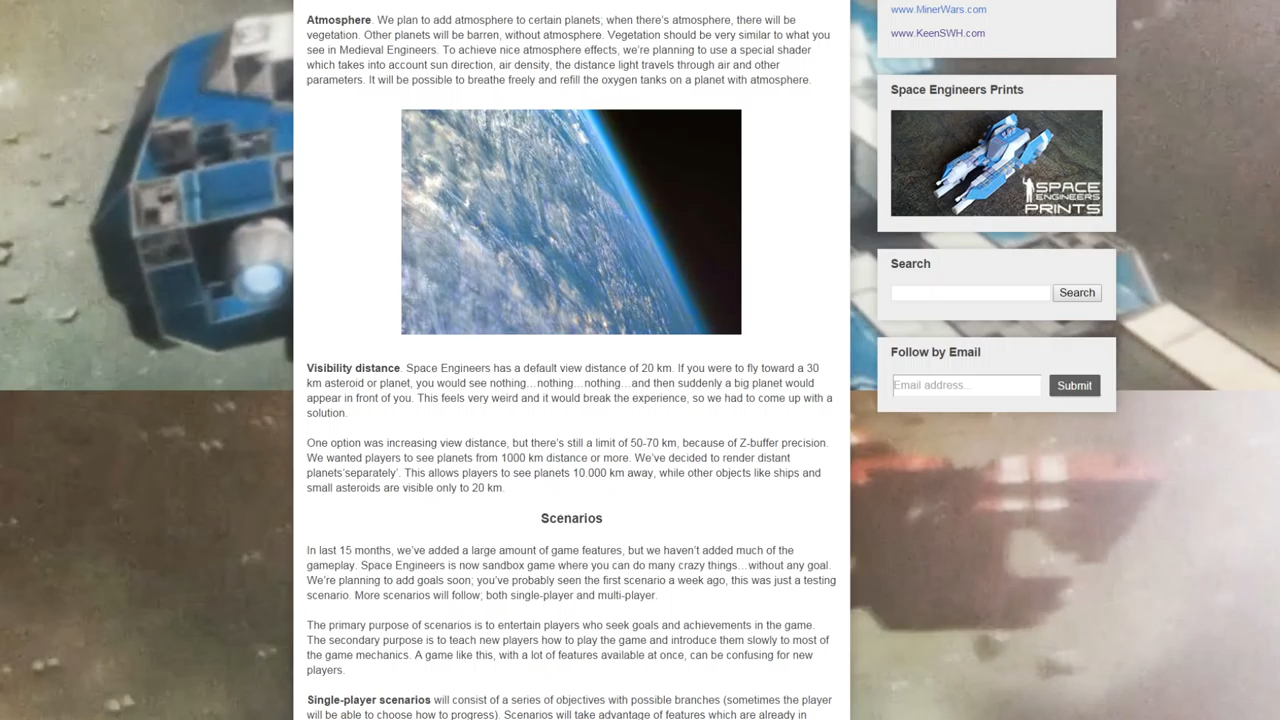 Atmosphere. We plan to add atmosphere to certain planets; when there's atmosphere, there will be
vegetation. Other planets will be barren, without atmosphere. Vegetation should be very similar to what you
see in Medieval Engineers. To achieve nice atmosphere effects, we're planning to use a special shader
which takes into account sun direction, air density, the distance light travels through air and other
parameters. It will be possible to breathe freely and refill the oxygen tanks on a planet with atmosphere.
Visibility distance. Space Engineers has a default view distance of 20 km. If you were to fly toward a 30
km asteroid or planet, you would see nothing…nothing…nothing…and then suddenly a big planet would
appear in front of you. This feels very weird and it would break the experience, so we had to come up with a
solution.
One option was increasing view distance, but there's still a limit of 50-70 km, because of Z-buffer precision.
We wanted players to see planets from 1000 km distance or more. We've decided to render distant
planets'separately'. This allows players to see planets 10.000 km away, while other objects like ships and
small asteroids are visible only to 20 km.
Scenarios
In last 15 months, we've added a large amount of game features, but we haven't added much of the
gameplay. Space Engineers is now sandbox game where you can do many crazy things…without any goal.
We're planning to add goals soon; you've probably seen the first scenario a week ago, this was just a testing
scenario. More scenarios will follow; both single-player and multi-player.
The primary purpose of scenarios is to entertain players who seek goals and achievements in the game.
The secondary purpose is to teach new players how to play the game and introduce them slowly to most of
the game mechanics. A game like this, with a lot of features available at once, can be confusing for new
players.
Single-player scenarios will consist of a series of objectives with possible branches (sometimes the player
will be able to choose how to progress). Scenarios will take advantage of features which are already in
www.MinerWars.com
www.KeenSWH.com
Space Engineers Prints
SPACE
ENGINEERS
PRINTS
Search
Search
Follow by Email
Email address...
Submit